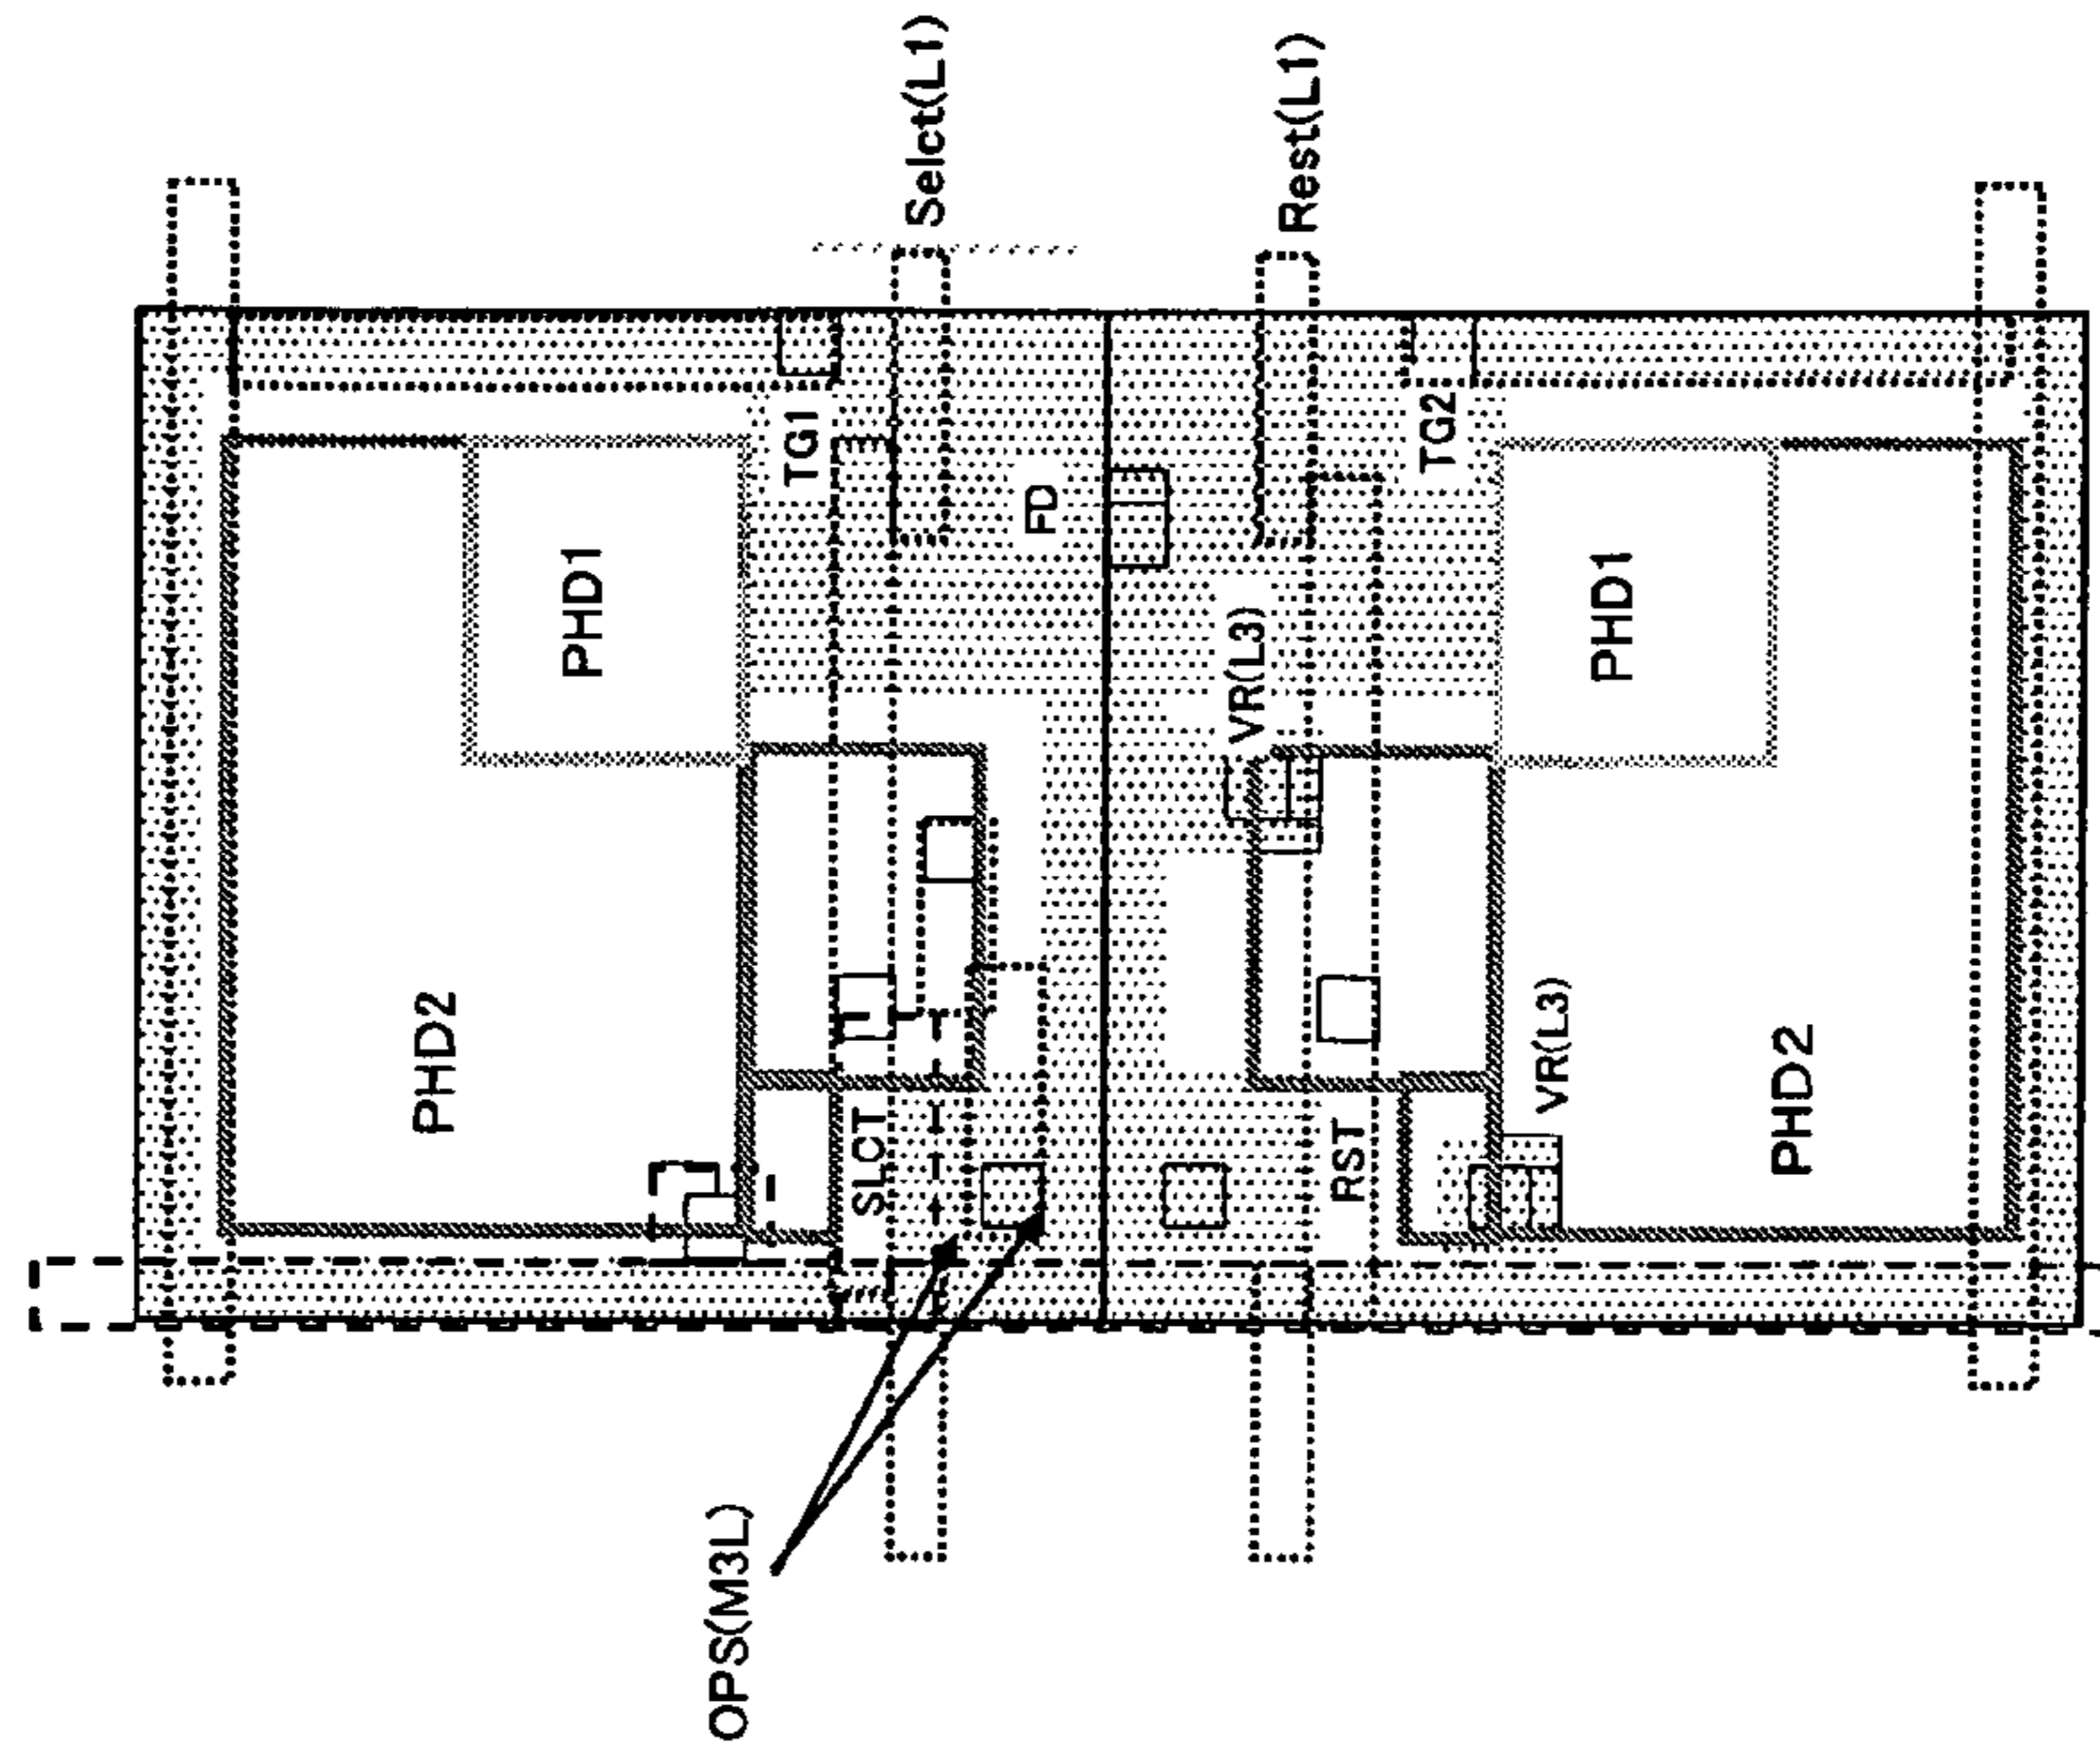 Selct(L1)
Rest(L1)
TG1
TG2
FD
PHD1
PHD1
VR(L3)
PHD2
VR(L3)
PHD2
SLCT
RST
OPS(M3L)